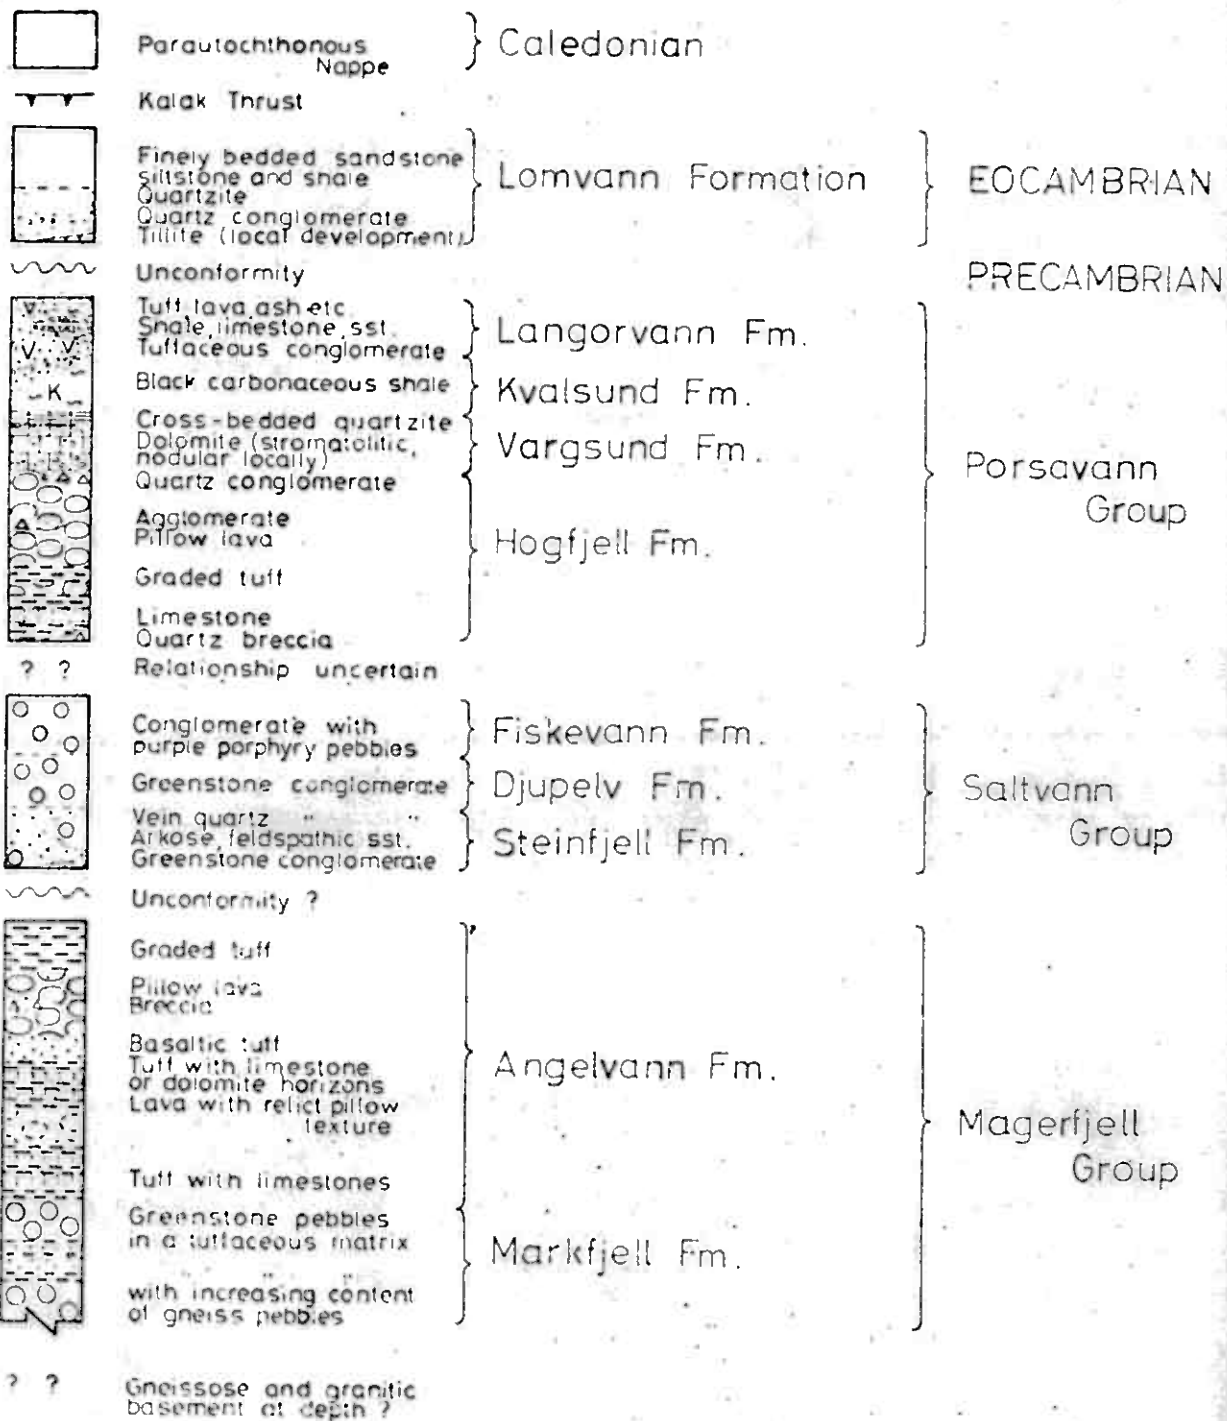 Parautochthonous
Nappe
Caledonian
Kalak Thrust
Finely bedded sandstone
siltstone and shale
Quartzite
Quartz conglomerate
Tillite (local development)
Lomvann Formation
EOCAMBRIAN
Unconformity
PRECAMBRIAN
Tuff, lava, ash etc.
Shale, limestone, sst.
Tuffaceous conglomerate
Langorvann Fm.
Black carbonaceous shale
Kvalsund Fm.
Cross-bedded quartzite
Dolomite (stromatolitic,
nodular locally)
Vargsund Fm.
Quartz conglomerate
Agglomerate
Pillow lava
Graded tuff
Limestone
Quartz breccia
Hogfjell Fm.
Porsavann
Group
V V
V V
K
? ? Relationship uncertain
Conglomerate with
purple porphyry pebbles
Fiskevann Fm.
Greenstone conglomerate
Djupelv Fm.
Vein quartz " "
Arkose, feldspathic sst.
Greenstone conglomerate
Steinfjell Fm.
Saltvann
Group
Unconformity ?
Graded tuff
Pillow lava
Breccia
Basaltic tuff
Tuff with limestone
or dolomite horizons
Lava with relict pillow
texture
Tuff with limestones
Angelvann Fm.
Greenstone pebbles
in a tuffaceous matrix
" " "
with increasing content
of gneiss pebbles
Markfjell Fm.
Magerfjell
Group
? ? Gneissose and granitic
basement at depth ?